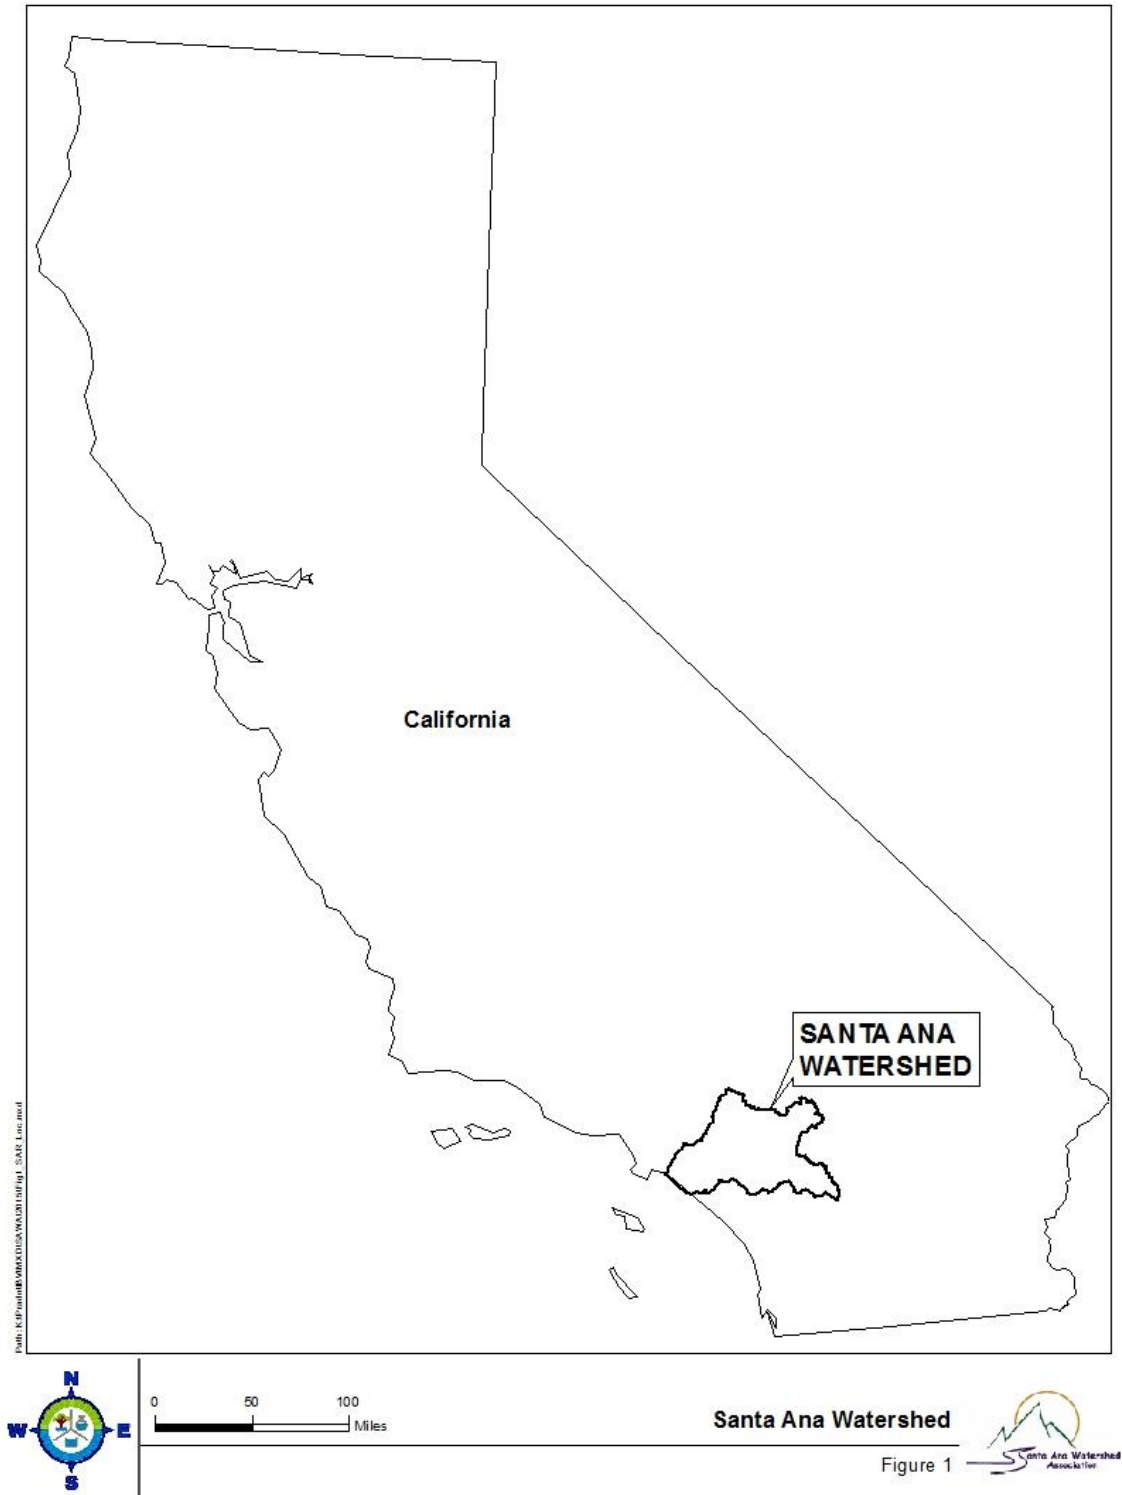 California
SANTA ANA
WATERSHED
N
W
E
S
0 50 100
Miles
Santa Ana Watershed
Figure 1
Santa Ana Watershed
Association